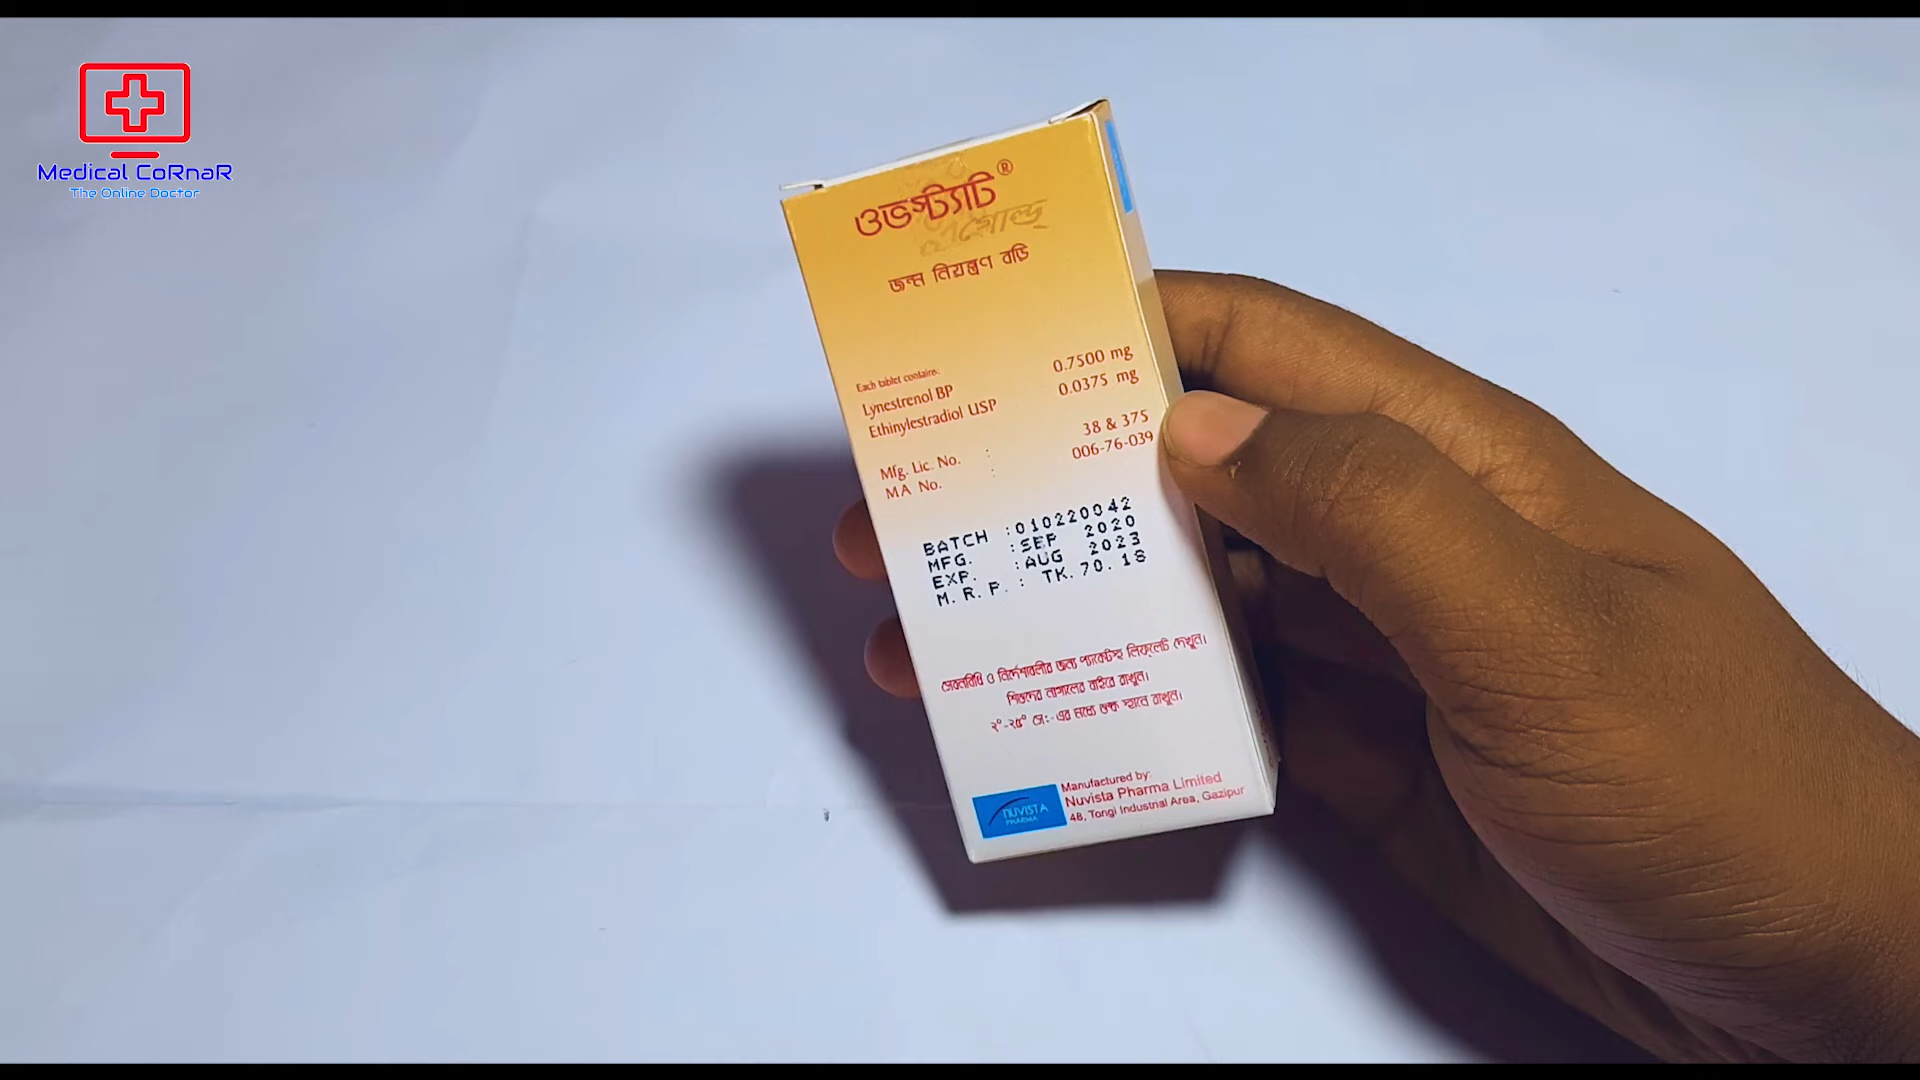 Medical CoRnaR
The Online Doctor
ওভস্ট্যাট®
গোল্ড
জন্ম নিয়ন্ত্রণ বড়ি
Each tablet contains:
Lynestrenol BP 0.7500 mg
Ethinylestradiol USP 0.0375 mg
Mfg. Lic. No. : 38 & 375
MA No. : 006-76-039
BATCH :010220042
MFG. :SEP 2020
EXP. :AUG 2023
M.R.P. : TK.70.18
সেবনবিধি ও নির্দেশাবলীর জন্য প্যাকেটস্থ লিফলেট দেখুন।
শিশুদের নাগালের বাইরে রাখুন।
২°-২৫° সে:-এর মধ্যে শুষ্ক স্থানে রাখুন।
NUVISTA
PHARMA
Manufactured by:
Nuvista Pharma Limited
48, Tongi Industrial Area, Gazipur